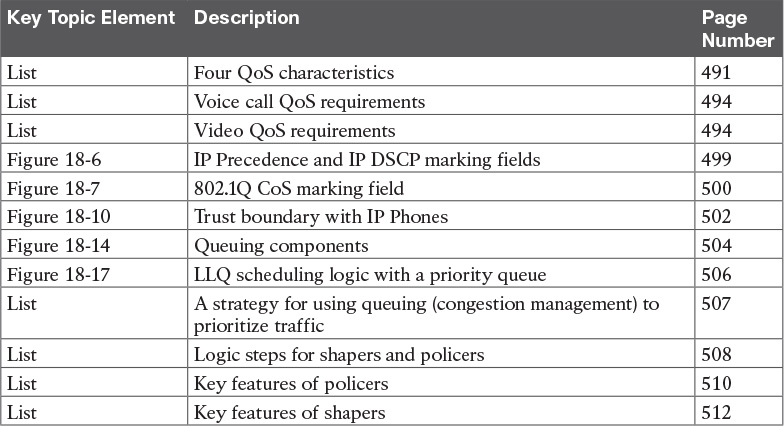 Key Topic Element Description Page
Number
List Four QoS characteristics 491
List Voice call QoS requirements 494
List Video QoS requirements 494
Figure 18-6 IP Precedence and IP DSCP marking fields 499
Figure 18-7 802.1Q CoS marking field 500
Figure 18-10 Trust boundary with IP Phones 502
Figure 18-14 Queuing components 504
Figure 18-17 LLQ scheduling logic with a priority queue 506
List A strategy for using queuing (congestion management) to 507
prioritize traffic
List Logic steps for shapers and policers 508
List Key features of policers 510
List Key features of shapers 512